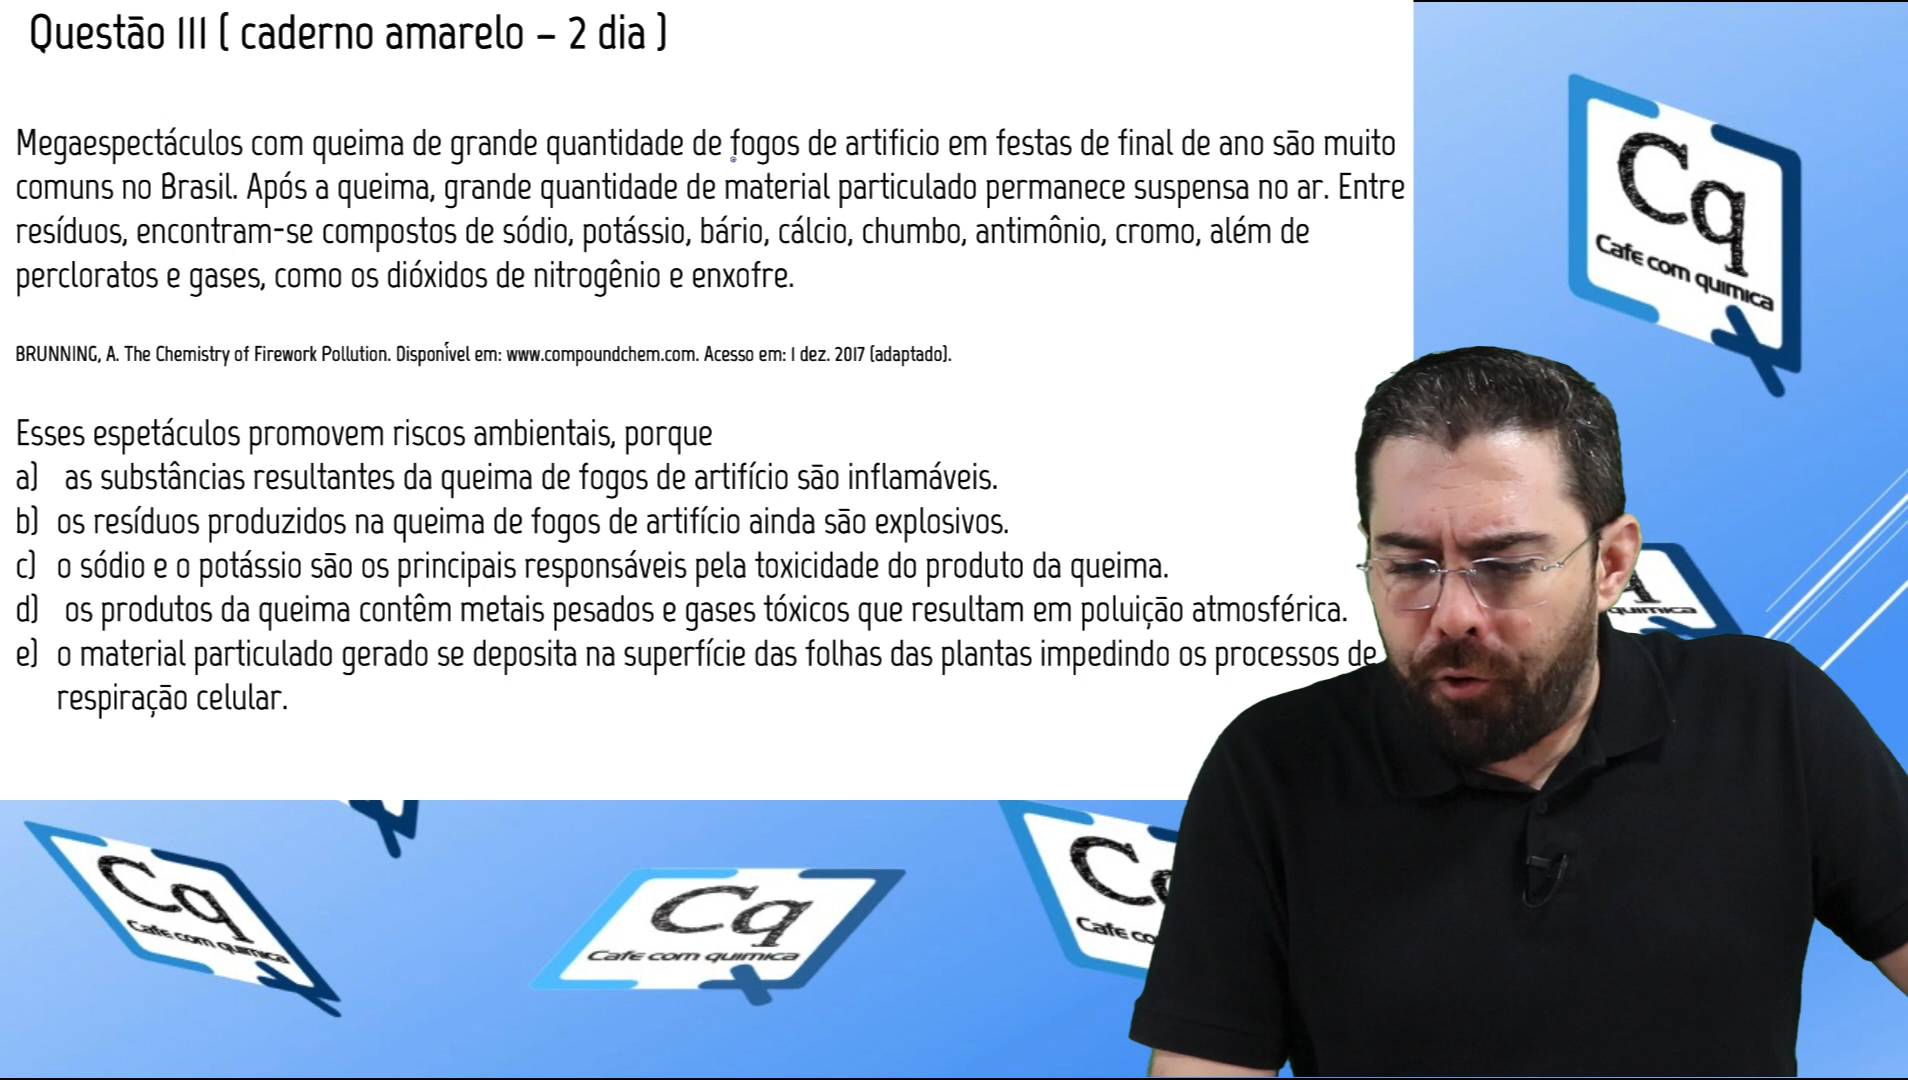 Questão 111 ( caderno amarelo – 2 dia )
Megaespectáculos com queima de grande quantidade de fogos de artificio em festas de final de ano são muito
comuns no Brasil. Após a queima, grande quantidade de material particulado permanece suspensa no ar. Entre
resíduos, encontram-se compostos de sódio, potássio, bário, cálcio, chumbo, antimônio, cromo, além de
percloratos e gases, como os dióxidos de nitrogênio e enxofre.
BRUNNING, A. The Chemistry of Firework Pollution. Disponível em: www.compoundchem.com. Acesso em: 1 dez. 2017 (adaptado).
Esses espetáculos promovem riscos ambientais, porque
a) as substâncias resultantes da queima de fogos de artifício são inflamáveis.
b) os resíduos produzidos na queima de fogos de artifício ainda são explosivos.
c) o sódio e o potássio são os principais responsáveis pela toxicidade do produto da queima.
d) os produtos da queima contêm metais pesados e gases tóxicos que resultam em poluição atmosférica.
e) o material particulado gerado se deposita na superfície das folhas das plantas impedindo os processos de
respiração celular.
Cq
Cafe com quimica
quimica
Cq
Cafe com quimica
Cq
Cafe com quimica
Cq
Cafe co